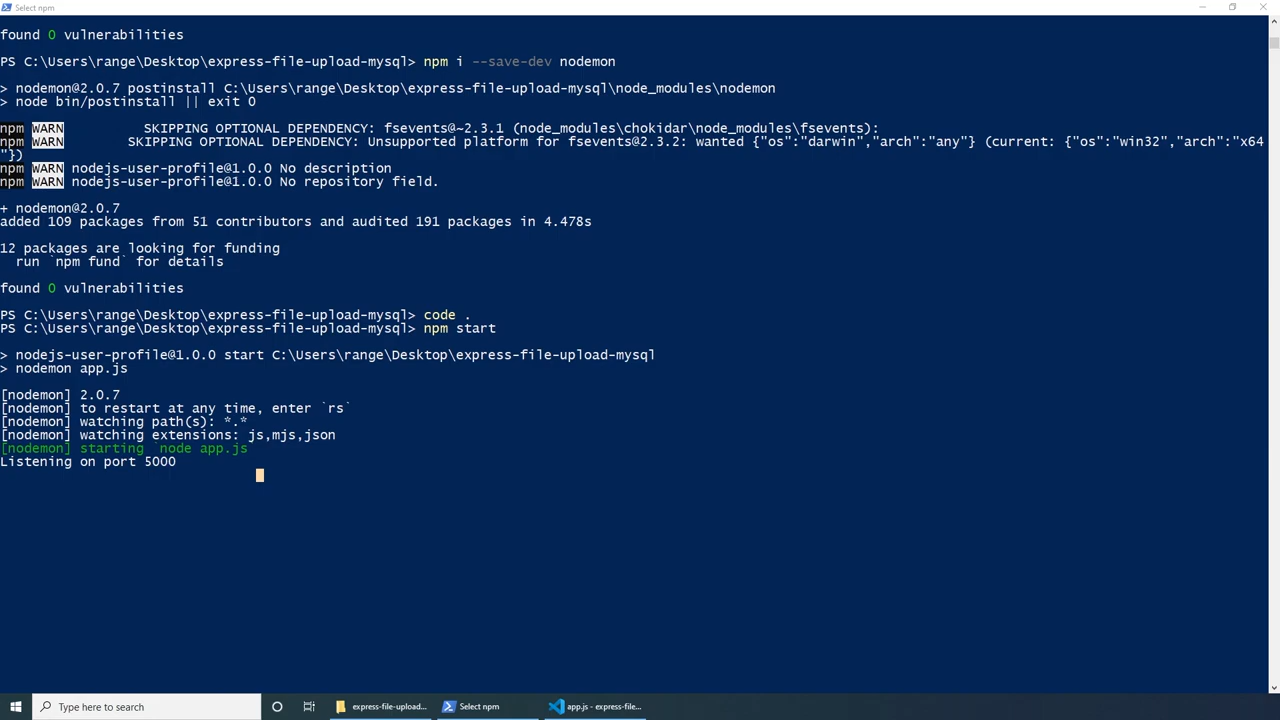 Select npm
found 0 vulnerabilities
PS C:\Users\range\Desktop\express-file-upload-mysql> npm i --save-dev nodemon
> nodemon@2.0.7 postinstall C:\Users\range\Desktop\express-file-upload-mysql\node_modules\nodemon
> node bin/postinstall || exit 0
npm WARN SKIPPING OPTIONAL DEPENDENCY: fsevents@~2.3.1 (node_modules\chokidar\node_modules\fsevents):
npm WARN SKIPPING OPTIONAL DEPENDENCY: Unsupported platform for fsevents@2.3.2: wanted {"os":"darwin","arch":"any"} (current: {"os":"win32","arch":"x64
"})
npm WARN nodejs-user-profile@1.0.0 No description
npm WARN nodejs-user-profile@1.0.0 No repository field.
+ nodemon@2.0.7
added 109 packages from 51 contributors and audited 191 packages in 4.478s
12 packages are looking for funding
run `npm fund` for details
found 0 vulnerabilities
PS C:\Users\range\Desktop\express-file-upload-mysql> code .
PS C:\Users\range\Desktop\express-file-upload-mysql> npm start
> nodejs-user-profile@1.0.0 start C:\Users\range\Desktop\express-file-upload-mysql
> nodemon app.js
[nodemon] 2.0.7
[nodemon] to restart at any time, enter `rs`
[nodemon] watching path(s): *.*
[nodemon] watching extensions: js,mjs,json
[nodemon] starting `node app.js`
Listening on port 5000
Type here to search
express-file-upload...
Select npm
app.js - express-file...